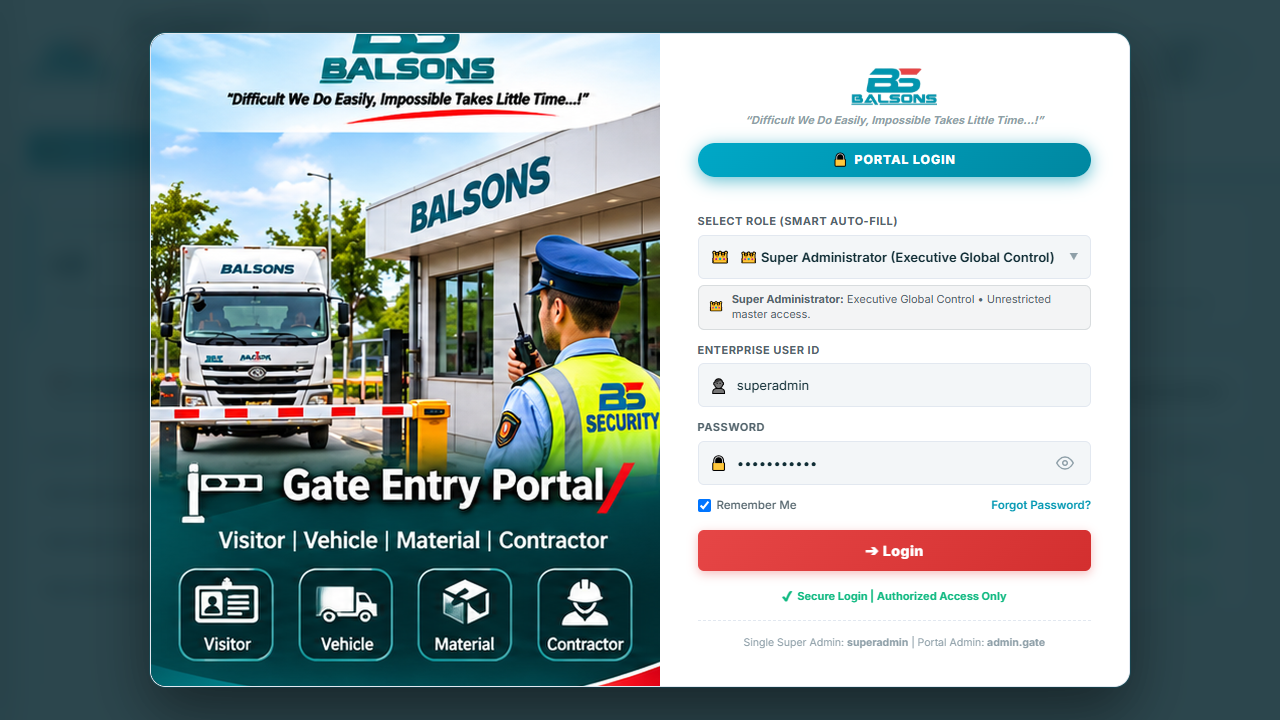 BALSONS
"Difficult We Do Easily, Impossible Takes Little Time...!"
BALSONS
BALSONS
BS
SECURITY
Gate Entry Portal
Visitor | Vehicle | Material | Contractor
Visitor
Vehicle
Material
Contractor
BS
BALSONS
"Difficult We Do Easily, Impossible Takes Little Time...!"
PORTAL LOGIN
SELECT ROLE (SMART AUTO-FILL)
Super Administrator (Executive Global Control)
Super Administrator: Executive Global Control • Unrestricted
master access.
ENTERPRISE USER ID
superadmin
PASSWORD
Remember Me
Forgot Password?
➔ Login
✔ Secure Login | Authorized Access Only
Single Super Admin: superadmin | Portal Admin: admin.gate